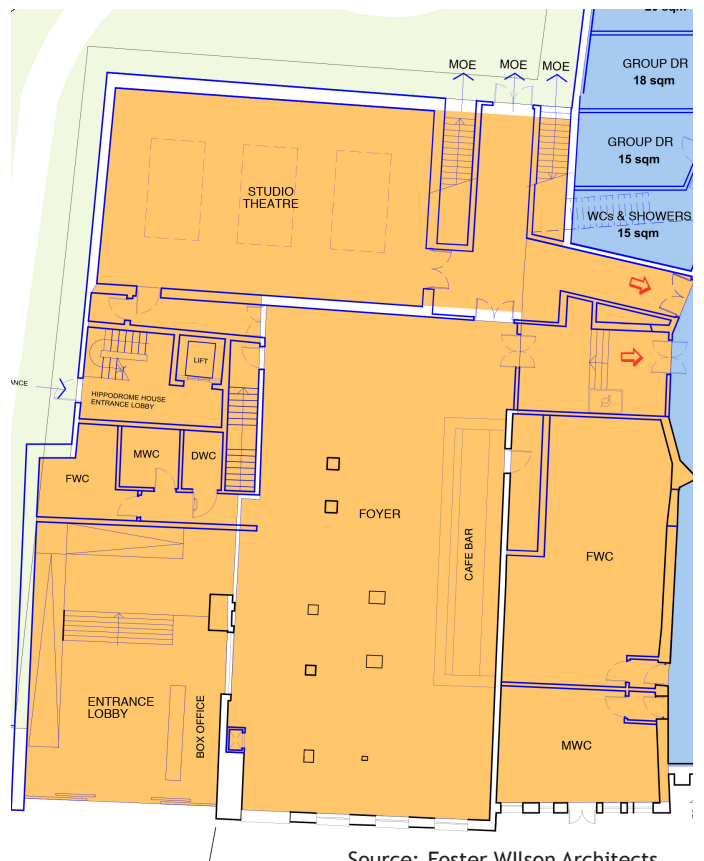 20 sqm
MOE
MOE
MOE
GROUP DR
18 sqm
GROUP DR
15 sqm
STUDIO
THEATRE
WCs & SHOWERS
15 sqm
LIFT
HIPPODROME HOUSE
ENTRANCE LOBBY
MWC
DWC
FWC
FOYER
CAFE BAR
FWC
ENTRANCE
LOBBY
BOX OFFICE
MWC
Source: Foster WIlson Architects